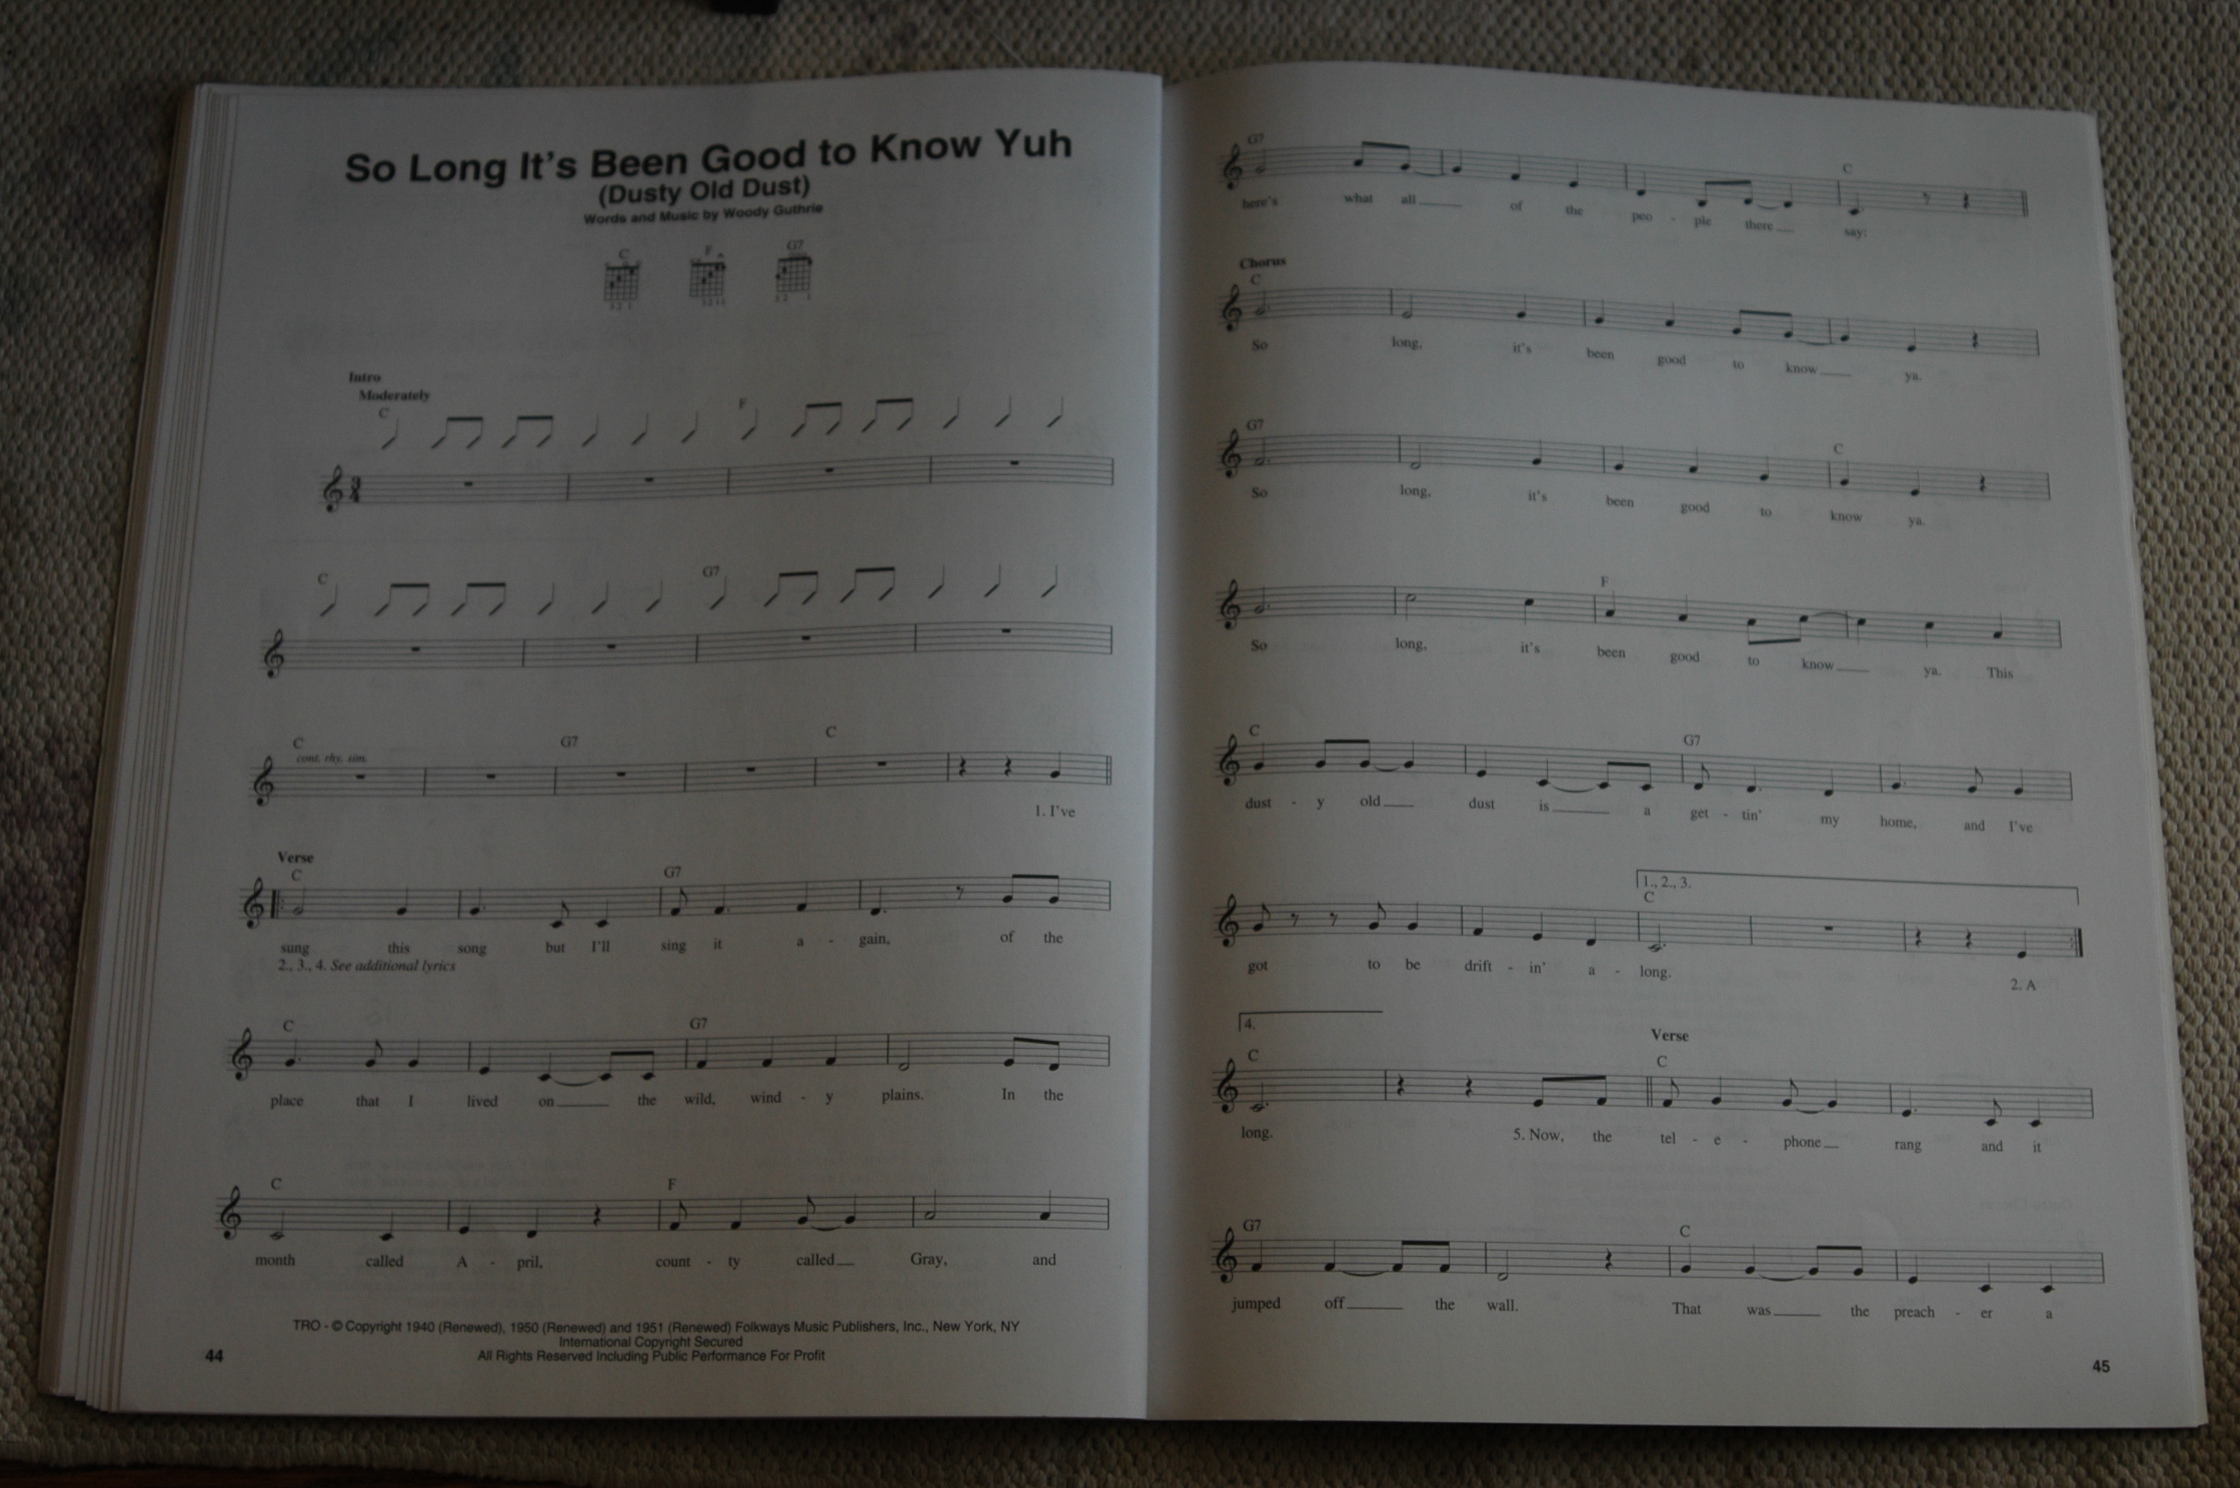 So Long It's Been Good to Know Yuh
(Dusty Old Dust)
Words and Music by Woody Guthrie
C F G7
Intro
Moderately
C F
C G7
C G7 C
cont. rhy. sim.
1. I've
Verse
C G7
sung this song but I'll sing it a - gain, of the
2., 3., 4. See additional lyrics
C G7
place that I lived on the wild, wind - y plains. In the
C F
month called A - pril, coun - ty called Gray, and
TRO - © Copyright 1940 (Renewed), 1950 (Renewed) and 1951 (Renewed) Folkways Music Publishers, Inc., New York, NY
International Copyright Secured
All Rights Reserved Including Public Performance For Profit
44
G7 C
here's what all of the peo - ple there say:
Chorus
C
So long, it's been good to know ya.
G7 C
So long, it's been good to know ya.
F
So long, it's been good to know ya. This
C G7
dust - y old dust is a get - tin' my home, and I've
1., 2., 3.
C
got to be drift - in' a - long. 2. A
4.
Verse
C C
long. 5. Now, the tel - e - phone rang and it
G7 C
jumped off the wall. That was the preach - er a
45